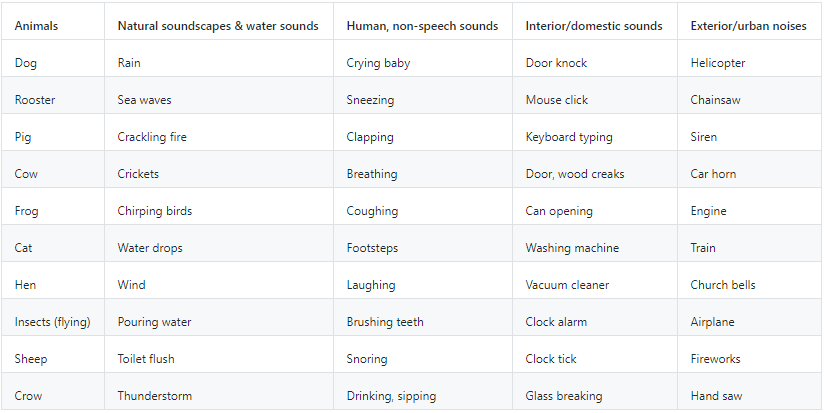 Animals Natural soundscapes & water sounds Human, non-speech sounds Interior/domestic sounds Exterior/urban noises
Dog Rain Crying baby Door knock Helicopter
Rooster Sea waves Sneezing Mouse click Chainsaw
Pig Crackling fire Clapping Keyboard typing Siren
Cow Crickets Breathing Door, wood creaks Car horn
Frog Chirping birds Coughing Can opening Engine
Cat Water drops Footsteps Washing machine Train
Hen Wind Laughing Vacuum cleaner Church bells
Insects (flying) Pouring water Brushing teeth Clock alarm Airplane
Sheep Toilet flush Snoring Clock tick Fireworks
Crow Thunderstorm Drinking, sipping Glass breaking Hand saw